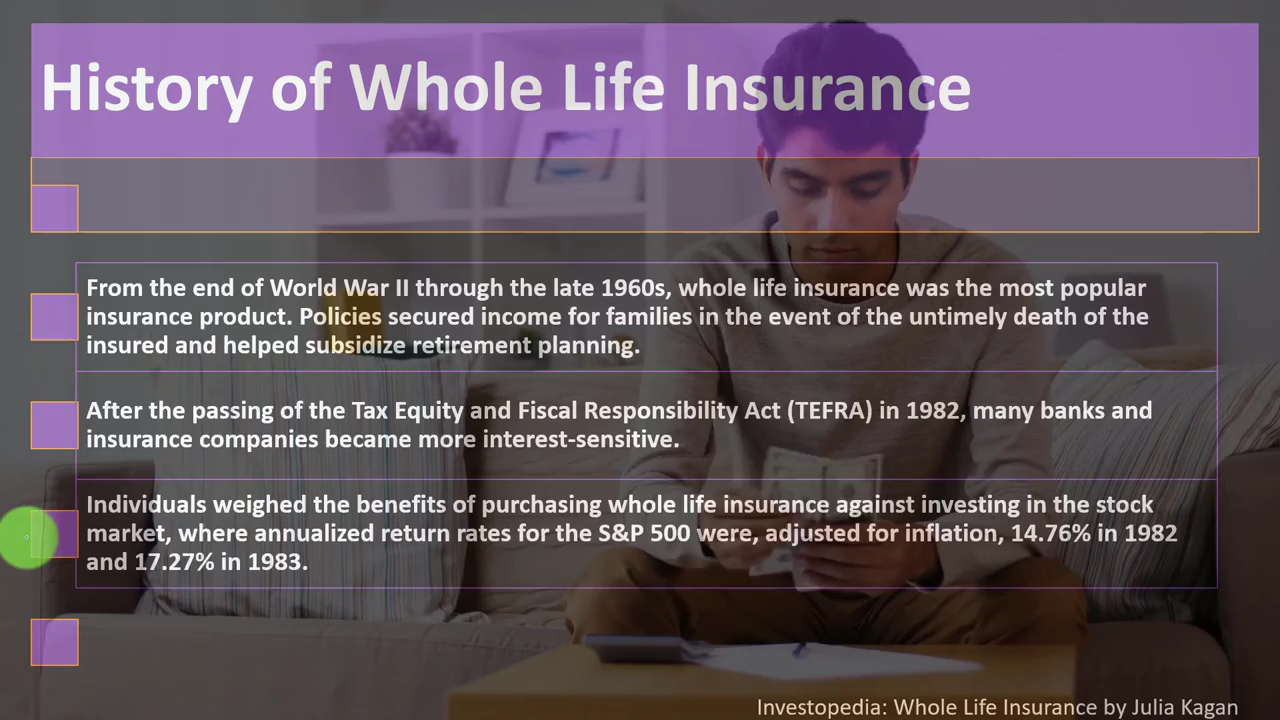 History of Whole Life Insurance
From the end of World War II through the late 1960s, whole life insurance was the most popular
insurance product. Policies secured income for families in the event of the untimely death of the
insured and helped subsidize retirement planning.
After the passing of the Tax Equity and Fiscal Responsibility Act (TEFRA) in 1982, many banks and
insurance companies became more interest-sensitive.
Individuals weighed the benefits of purchasing whole life insurance against investing in the stock
market, where annualized return rates for the S&P 500 were, adjusted for inflation, 14.76% in 1982
and 17.27% in 1983.
Investopedia: Whole Life Insurance by Julia Kagan